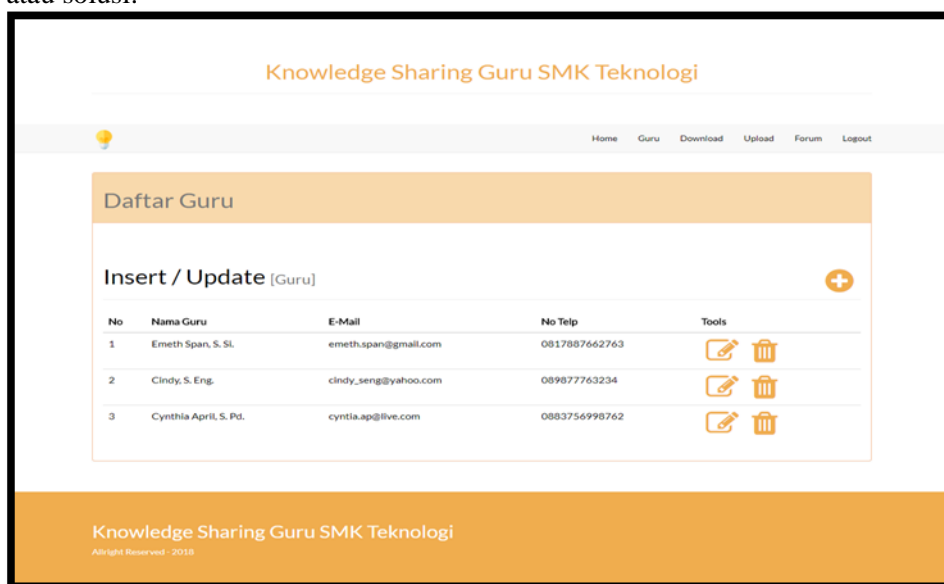 atau solusi.
Knowledge Sharing Guru SMK Teknologi
Home Guru Download Upload Forum Logout
Daftar Guru
Insert / Update [Guru]
No Nama Guru E-Mail No Telp Tools
1 Emeth Span, S. Si. emeth.span@gmail.com 0817887662763
2 Cindy, S. Eng. cindy_seng@yahoo.com 089877763234
3 Cynthia April, S. Pd. cyntia.ap@live.com 0883756998762
Knowledge Sharing Guru SMK Teknologi
Allright Reserved - 2018